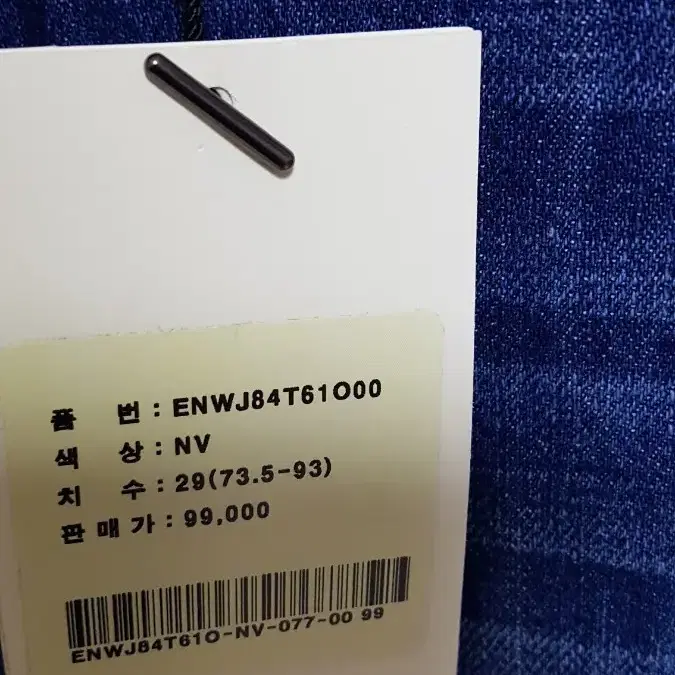 품 번 : ENWJ84T61O00
색 상 : NV
치 수 : 29(73.5-93)
판 매 가 : 99,000
ENWJ84T61O-NV-077-00 99